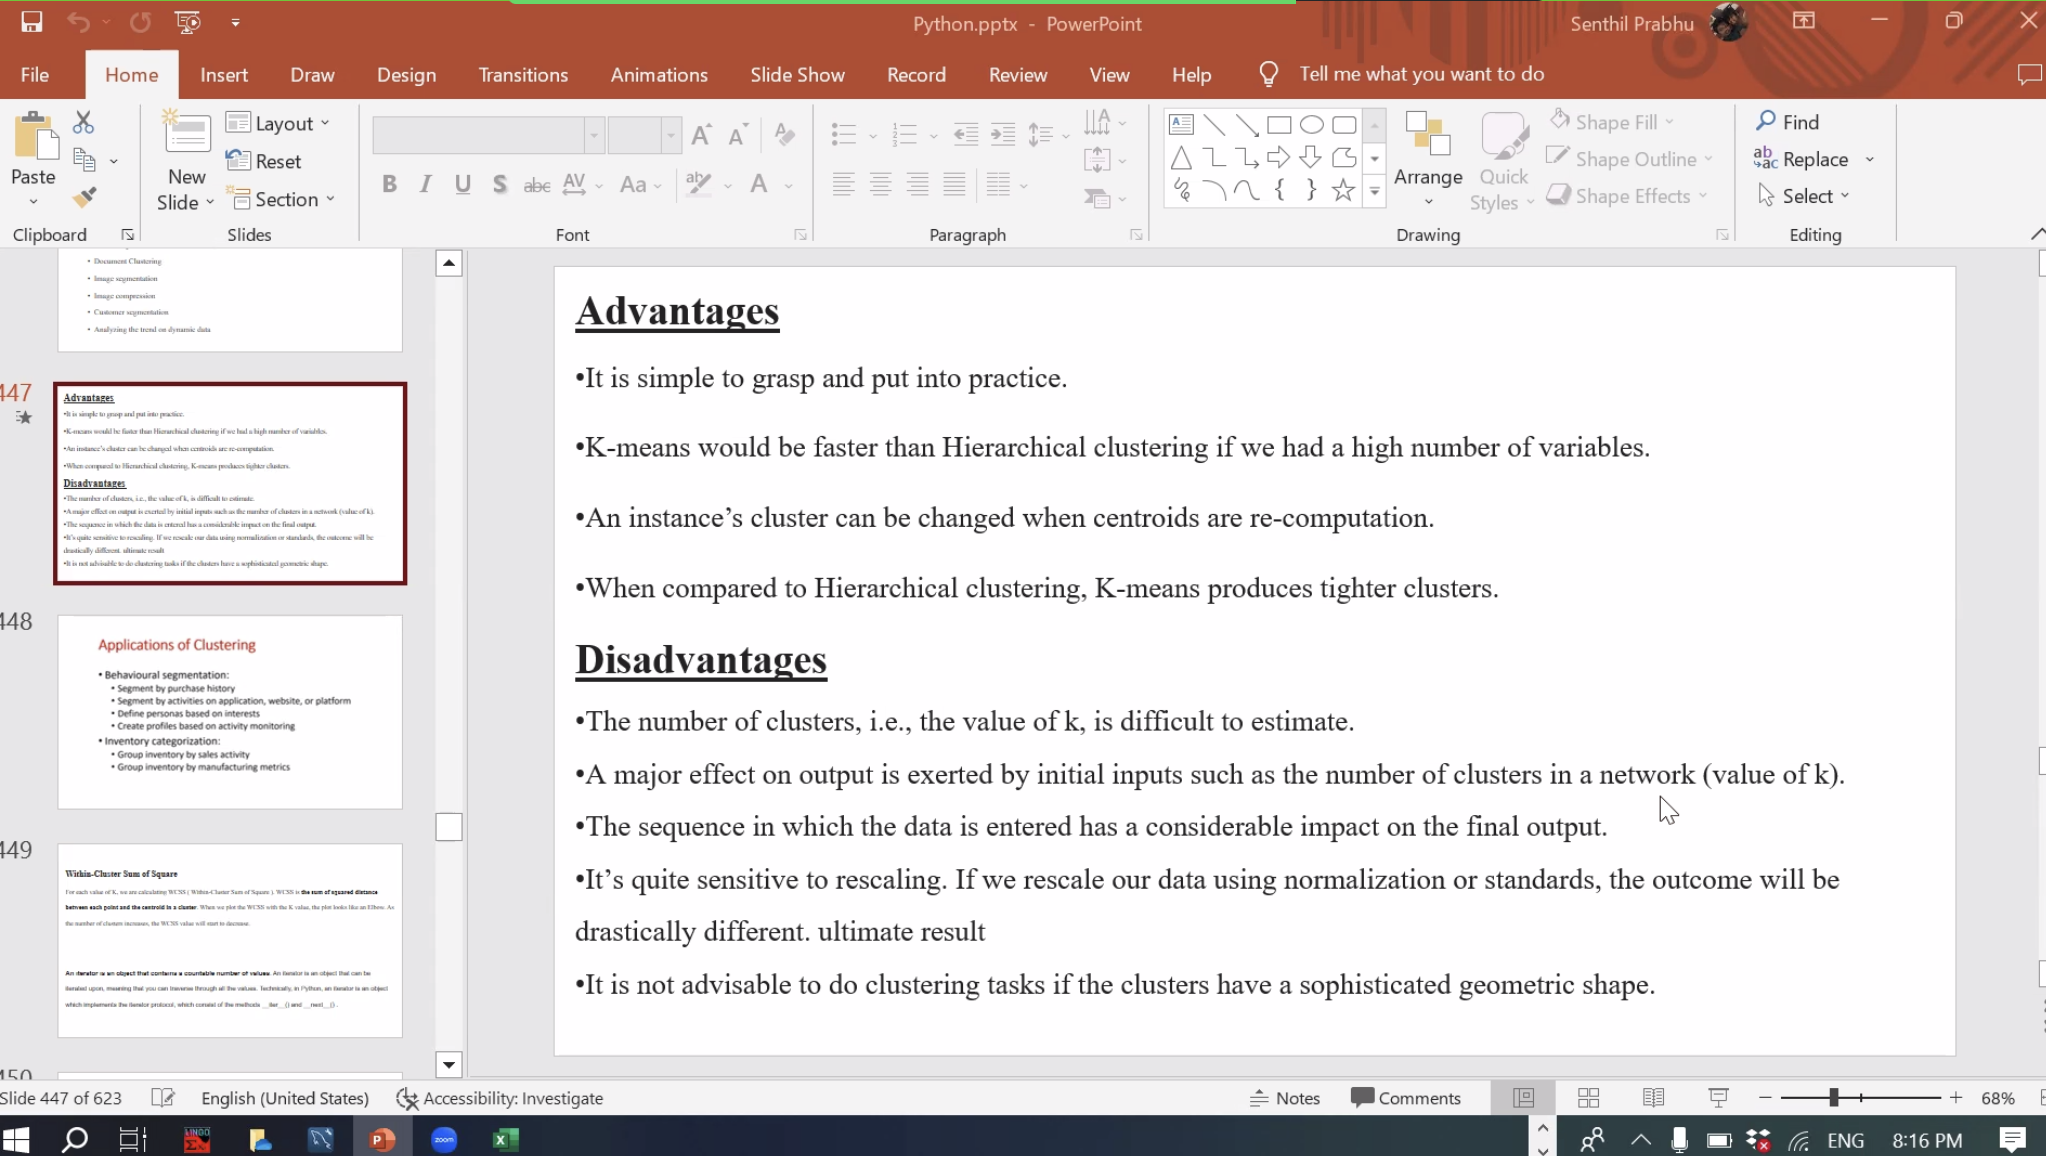 Python.pptx - PowerPoint
Senthil Prabhu
File Home Insert Draw Design Transitions Animations Slide Show Record Review View Help Tell me what you want to do
Paste
Clipboard
New
Slide
Layout
Reset
Section
Slides
Font
Paragraph
Arrange
Quick
Styles
Shape Fill
Shape Outline
Shape Effects
Drawing
Find
Replace
Select
Editing
• Document Clustering
• Image segmentation
• Image compression
• Customer segmentation
• Analyzing the trend on dynamic data
447
Advantages
•It is simple to grasp and put into practice.
•K-means would be faster than Hierarchical clustering if we had a high number of variables.
•An instance's cluster can be changed when centroids are re-computation.
•When compared to Hierarchical clustering, K-means produces tighter clusters.
Disadvantages
•The number of clusters, i.e., the value of k, is difficult to estimate.
•A major effect on output is exerted by initial inputs such as the number of clusters in a network (value of k).
•The sequence in which the data is entered has a considerable impact on the final output.
•It's quite sensitive to rescaling. If we rescale our data using normalization or standards, the outcome will be
drastically different. ultimate result
•It is not advisable to do clustering tasks if the clusters have a sophisticated geometric shape.
448
Applications of Clustering
• Behavioural segmentation:
• Segment by purchase history
• Segment by activities on application, website, or platform
• Define personas based on interests
• Create profiles based on activity monitoring
• Inventory categorization:
• Group inventory by sales activity
• Group inventory by manufacturing metrics
449
Within-Cluster Sum of Square
For each value of K, we are calculating WCSS ( Within-Cluster Sum of Square ). WCSS is the sum of squared distance
between each point and the centroid in a cluster. When we plot the WCSS with the K value, the plot looks like an Elbow. As
the number of clusters increases, the WCSS value will start to decrease.
An iterator is an object that contains a countable number of values. An iterator is an object that can be
iterated upon, meaning that you can traverse through all the values. Technically, in Python, an iterator is an object
which implements the iterator protocol, which consist of the methods __iter__() and __next__() .
450
Advantages
•It is simple to grasp and put into practice.
•K-means would be faster than Hierarchical clustering if we had a high number of variables.
•An instance’s cluster can be changed when centroids are re-computation.
•When compared to Hierarchical clustering, K-means produces tighter clusters.
Disadvantages
•The number of clusters, i.e., the value of k, is difficult to estimate.
•A major effect on output is exerted by initial inputs such as the number of clusters in a network (value of k).
•The sequence in which the data is entered has a considerable impact on the final output.
•It’s quite sensitive to rescaling. If we rescale our data using normalization or standards, the outcome will be
drastically different. ultimate result
•It is not advisable to do clustering tasks if the clusters have a sophisticated geometric shape.
Slide 447 of 623 English (United States) Accessibility: Investigate Notes Comments 68%
LINGO zoom ENG 8:16 PM